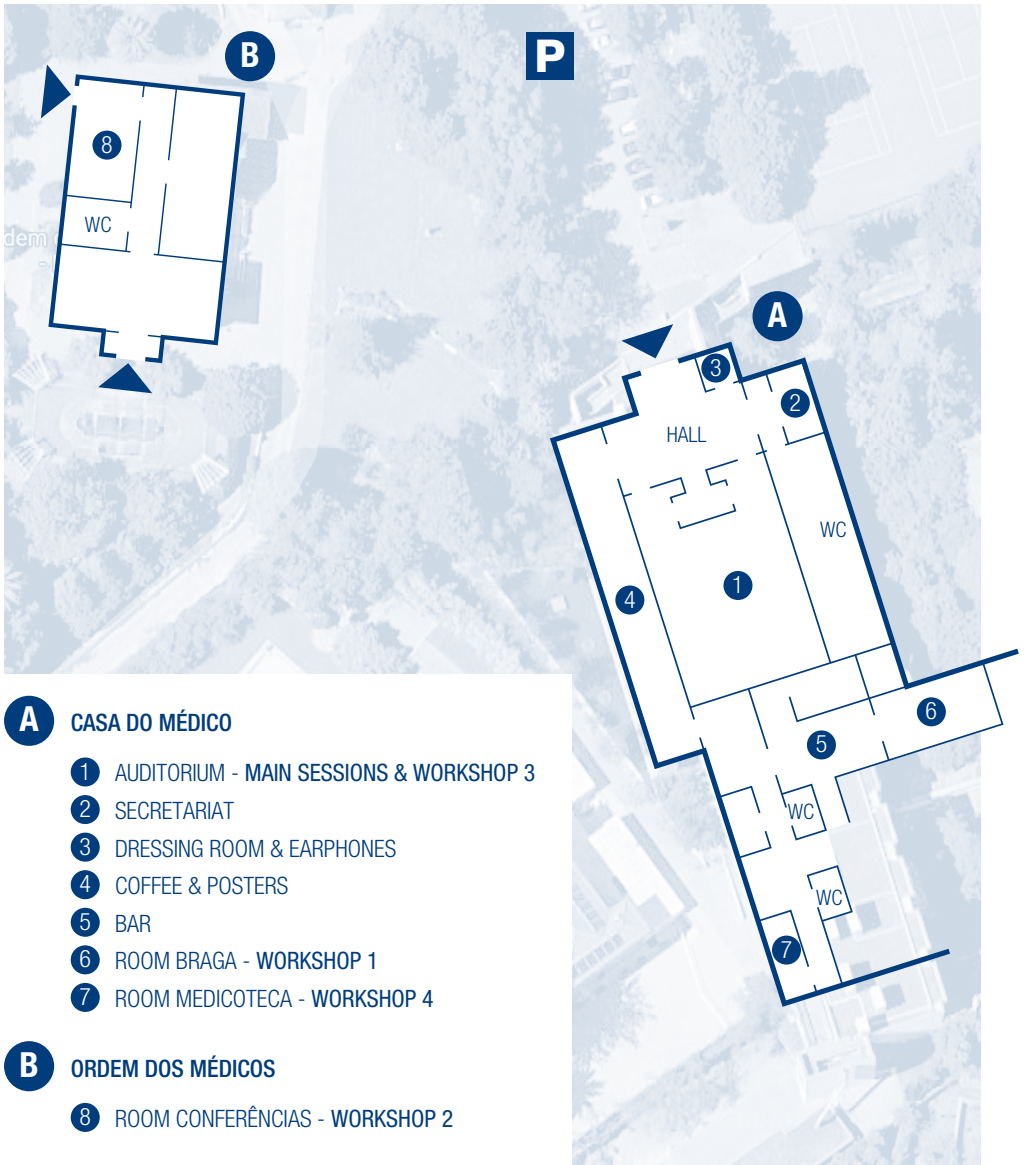 B
P
8
WC
dem
A
3
2
HALL
WC
1
4
6
5
WC
WC
7
A CASA DO MÉDICO
1 AUDITORIUM - MAIN SESSIONS & WORKSHOP 3
2 SECRETARIAT
3 DRESSING ROOM & EARPHONES
4 COFFEE & POSTERS
5 BAR
6 ROOM BRAGA - WORKSHOP 1
7 ROOM MEDICOTECA - WORKSHOP 4
B ORDEM DOS MÉDICOS
8 ROOM CONFERÊNCIAS - WORKSHOP 2